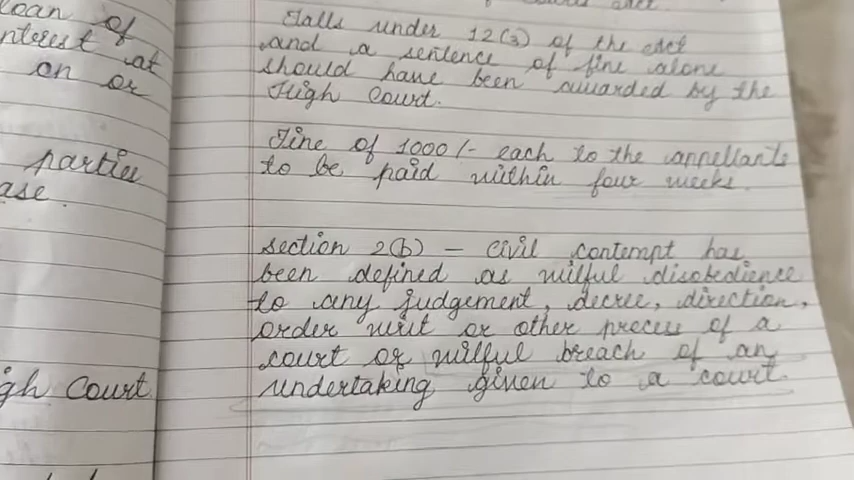 loan of
nterest at
on or
parties
ase.
gh Court
Falls under 12(3) of the act
and a sentence of fine alone
should have been awarded by the
High Court.
Fine of 1000/- each to the appellants
to be paid within four weeks.
section 2(b) - civil contempt has
been defined as wilful disobedience
to any judgement, decree, direction,
order writ or other process of a
court or wilful breach of an
undertaking given to a court.